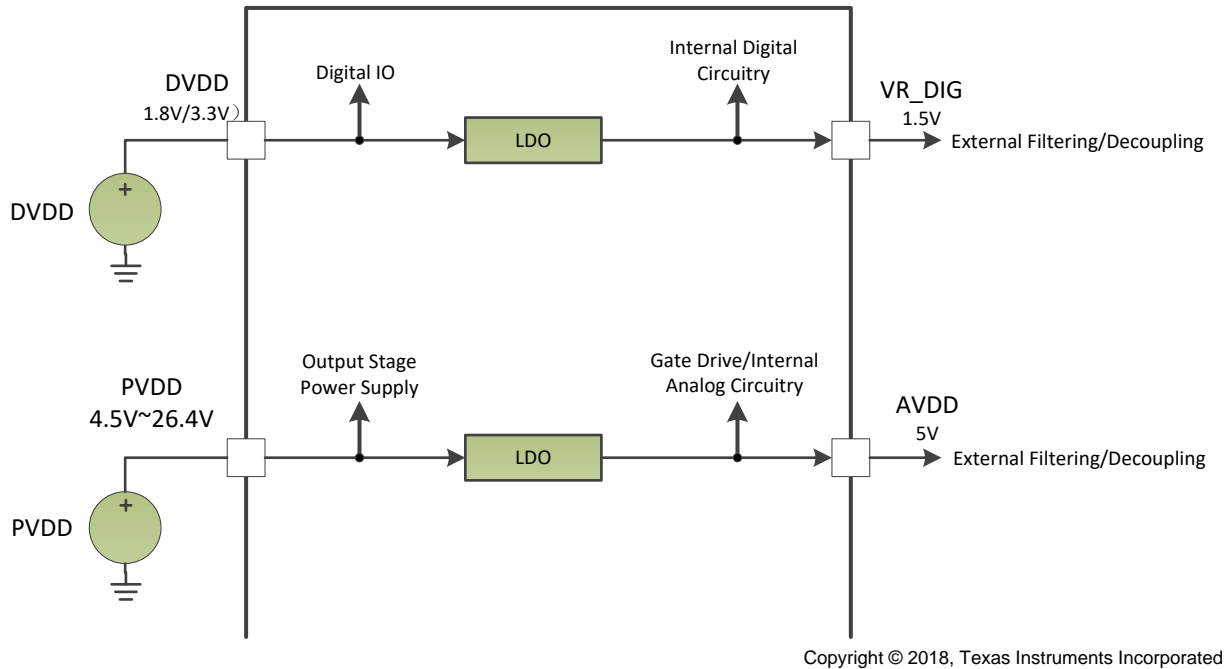 DVDD
1.8V/3.3V）
Digital IO
Internal Digital
Circuitry
VR_DIG
1.5V
LDO
External Filtering/Decoupling
+
DVDD
PVDD
4.5V~26.4V
Output Stage
Power Supply
Gate Drive/Internal
Analog Circuitry
AVDD
5V
LDO
External Filtering/Decoupling
+
PVDD
Copyright © 2018, Texas Instruments Incorporated